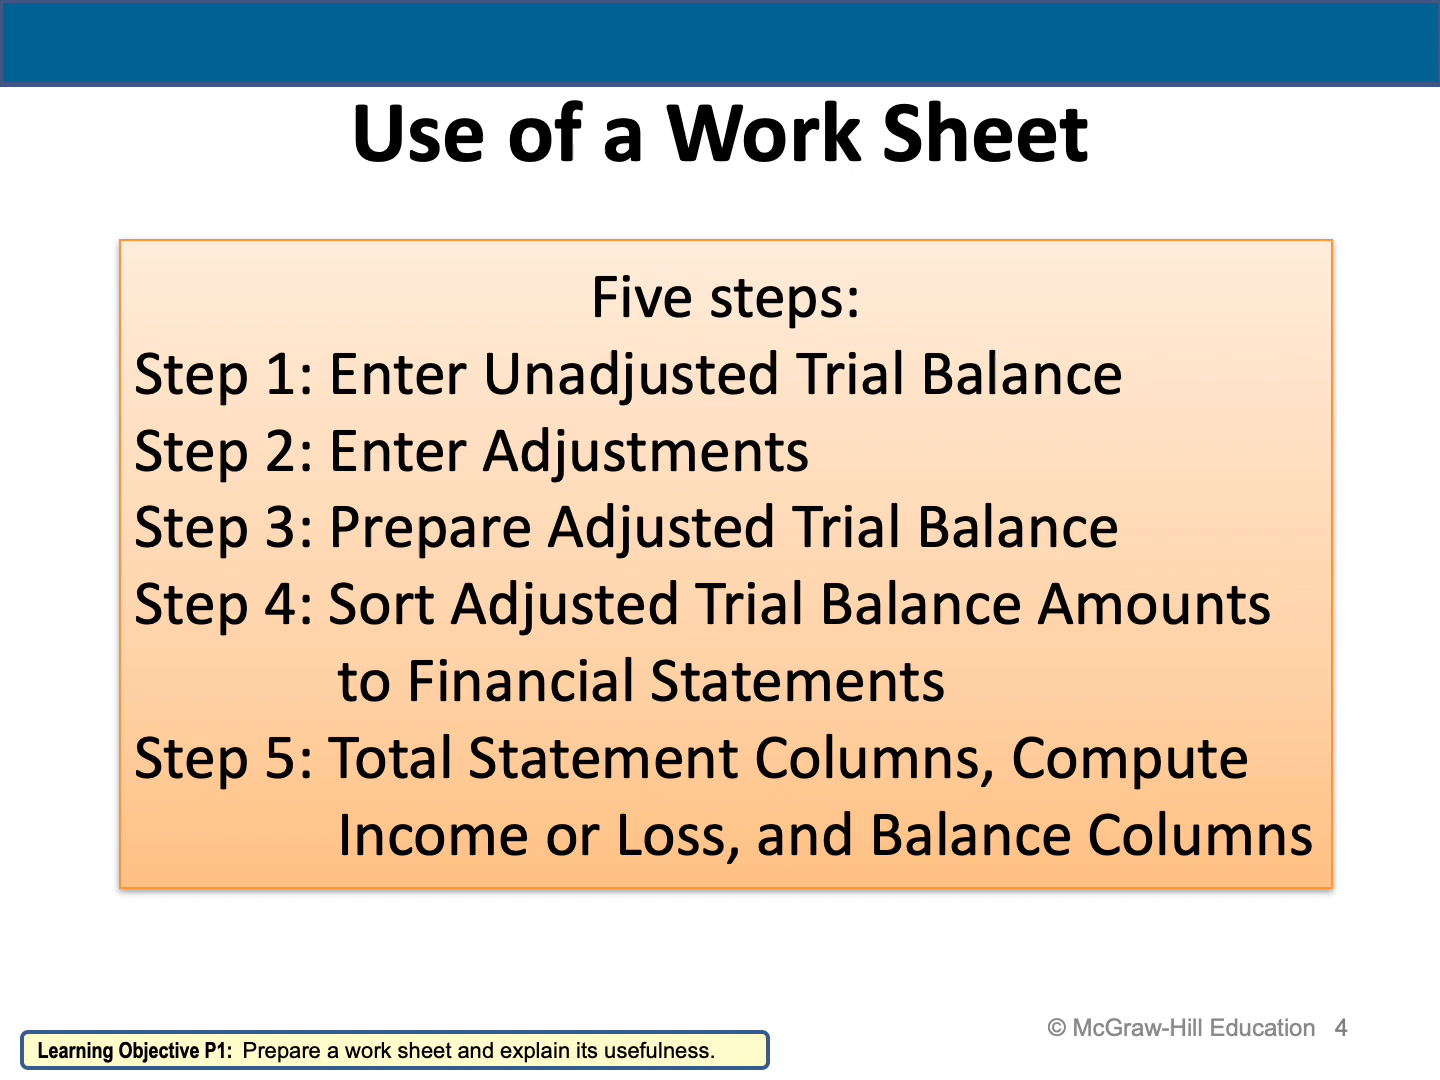 Use of a Work Sheet
Five steps:
Step 1: Enter Unadjusted Trial Balance
Step 2: Enter Adjustments
Step 3: Prepare Adjusted Trial Balance
Step 4: Sort Adjusted Trial Balance Amounts
to Financial Statements
Step 5: Total Statement Columns, Compute
Income or Loss, and Balance Columns
© McGraw-Hill Education 4
Learning Objective P1: Prepare a work sheet and explain its usefulness.